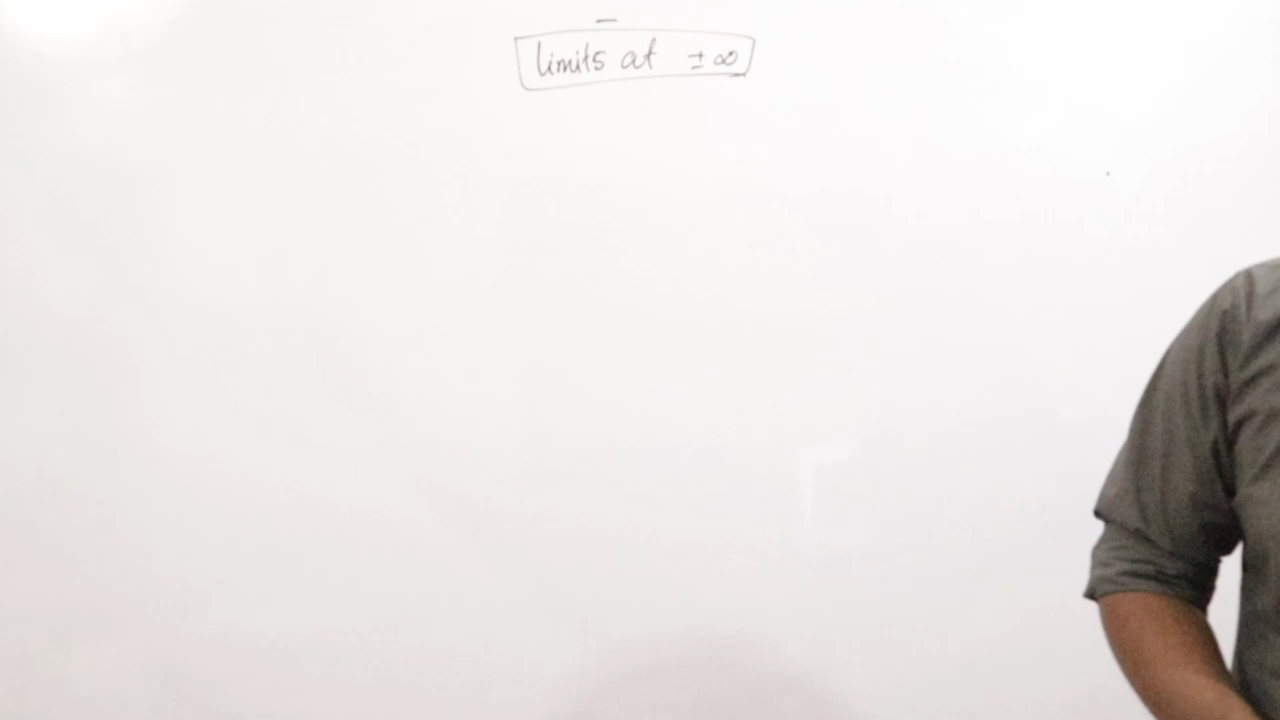 limits at ±∞